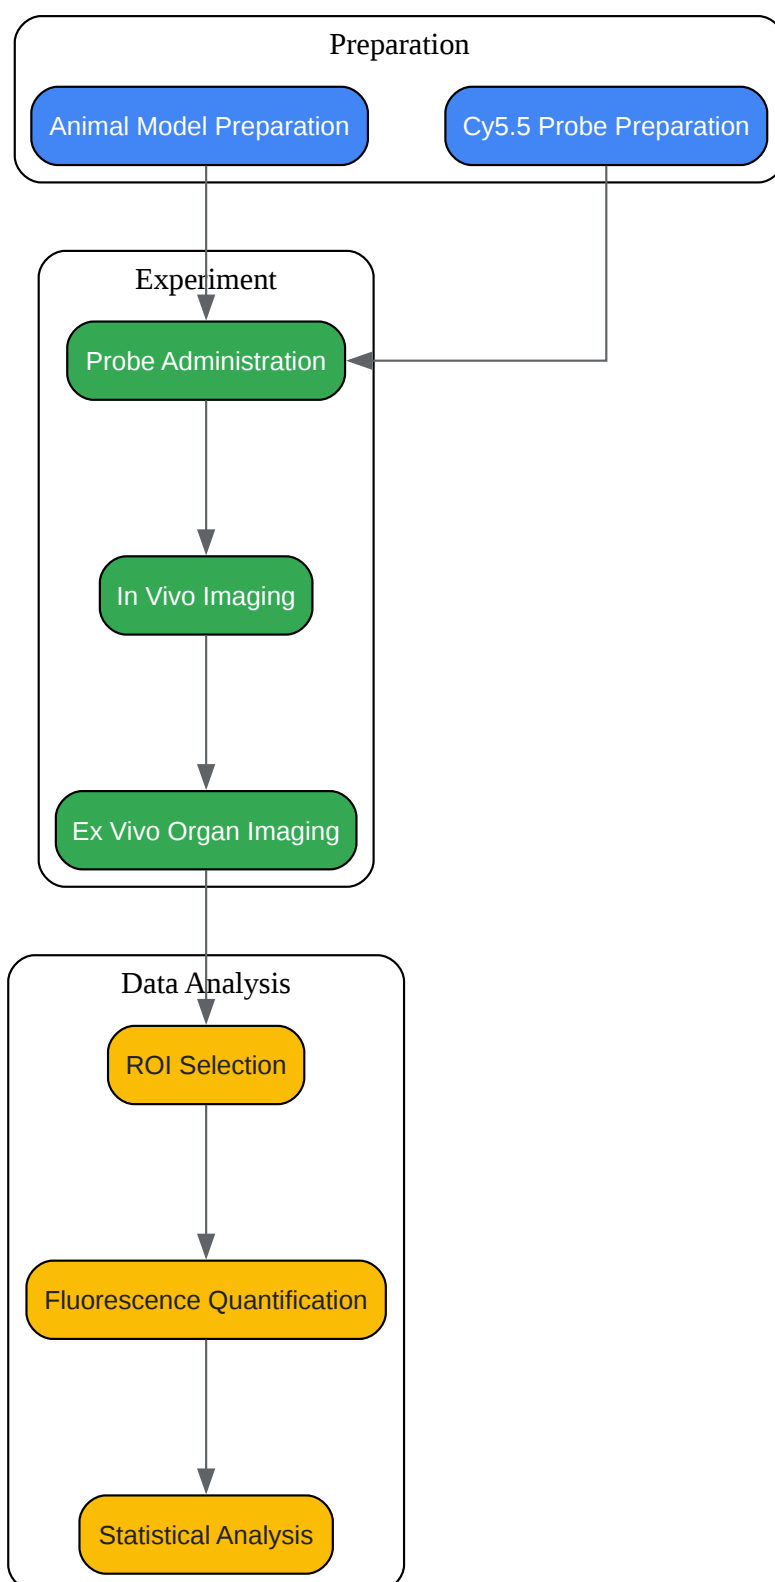 Preparation
Animal Model Preparation
Cy5.5 Probe Preparation
Experiment
Probe Administration
In Vivo Imaging
Ex Vivo Organ Imaging
Data Analysis
ROI Selection
Fluorescence Quantification
Statistical Analysis